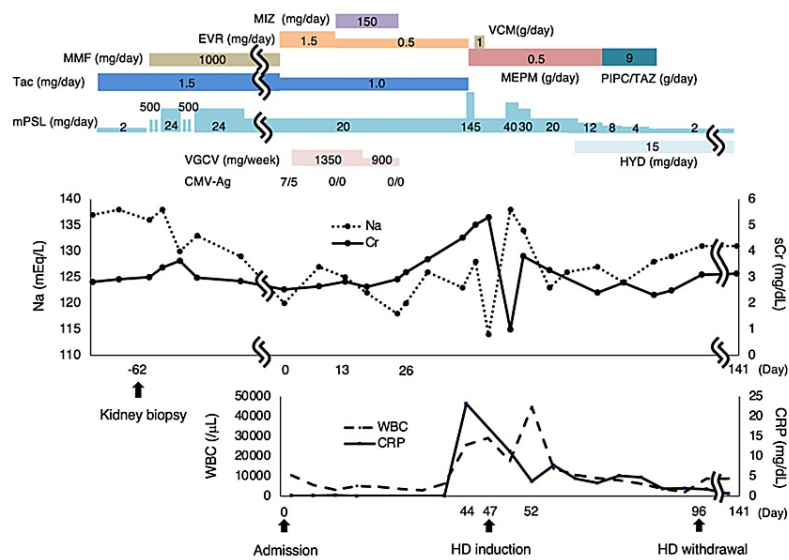 MIZ (mg/day) 150 VCM(g/day)
EVR (mg/day) 1.5 0.5 1
MMF (mg/day) 1000 0.5 9
MEPM (g/day) PIPC/TAZ (g/day)
Tac (mg/day) 1.5 1.0
500 500
mPSL (mg/day) 2 24 24 20 145 40 30 20 12 8 4 2
VGCV (mg/week) 1350 900 15
HYD (mg/day)
CMV-Ag 7/5 0/0 0/0
140 6
135 Na 5
Cr
130 4
125 3
120 2
115 1
110 0
Na (mEq/L)
sCr (mg/dL)
-62 0 13 26 141 (Day)
Kidney biopsy
50000 25
40000 WBC 20
CRP
30000 15
20000 10
10000 5
0 0
WBC (/μL)
CRP (mg/dL)
0 44 47 52 96 141 (Day)
Admission HD induction HD withdrawal